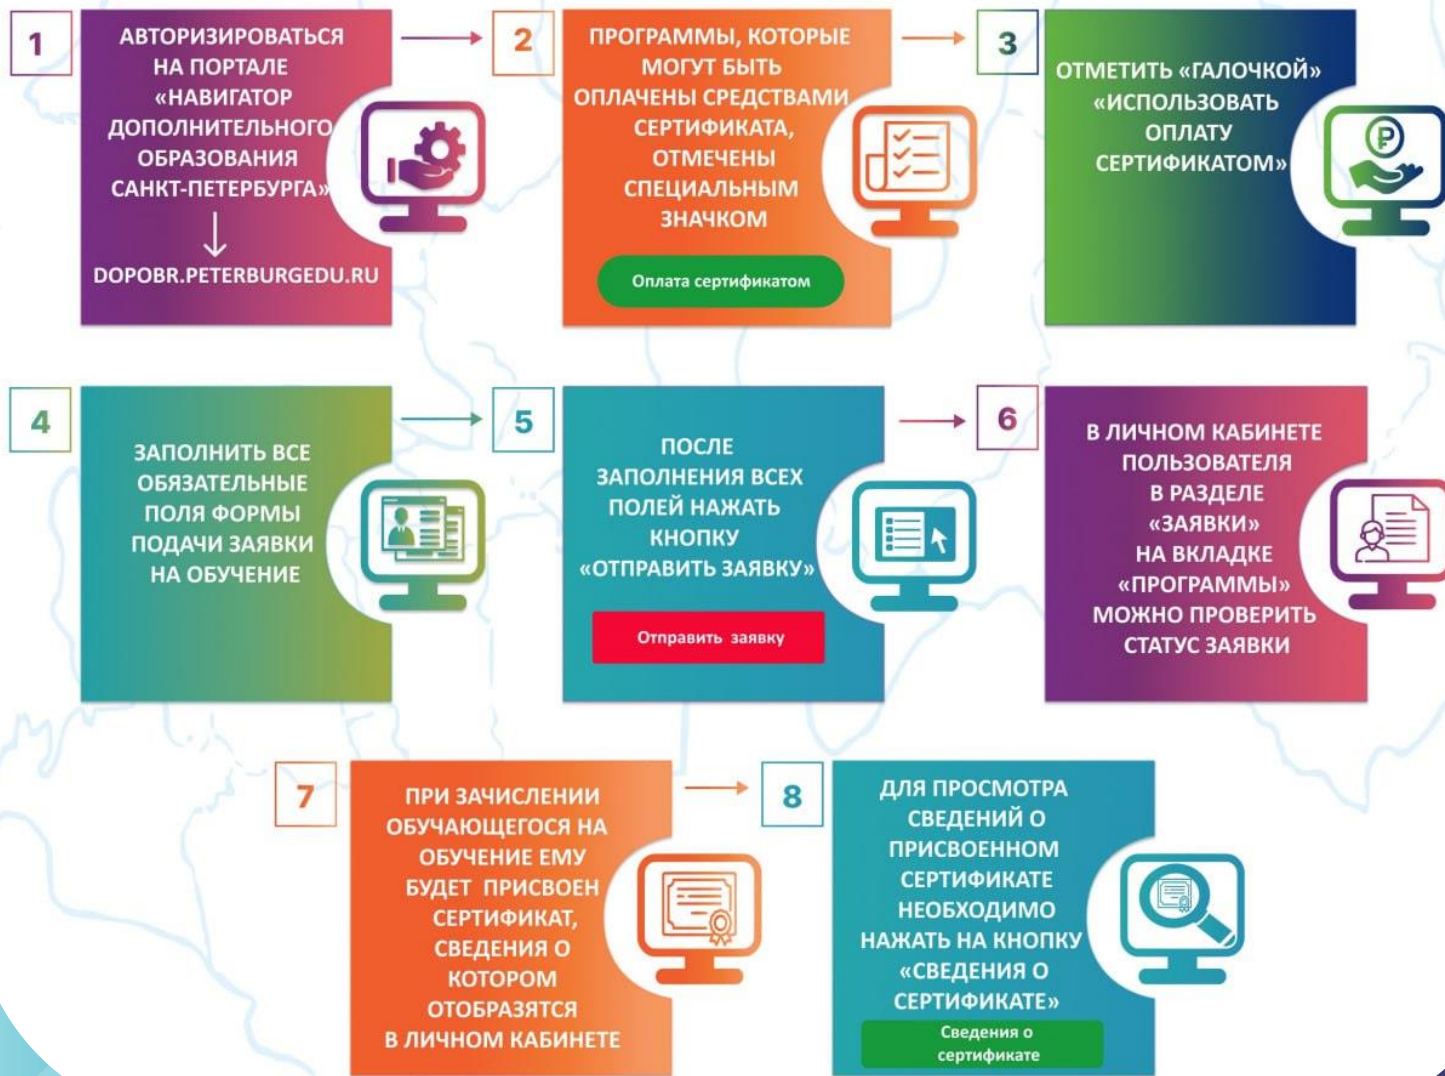 1
АВТОРИЗИРОВАТЬСЯ
НА ПОРТАЛЕ
«НАВИГАТОР
ДОПОЛНИТЕЛЬНОГО
ОБРАЗОВАНИЯ
САНКТ-ПЕТЕРБУРГА»
DOPOBR.PETERBURGEDU.RU
2
ПРОГРАММЫ, КОТОРЫЕ
МОГУТ БЫТЬ
ОПЛАЧЕНЫ СРЕДСТВАМИ
СЕРТИФИКАТА,
ОТМЕЧЕНЫ
СПЕЦИАЛЬНЫМ
ЗНАЧКОМ
Оплата сертификатом
3
ОТМЕТИТЬ «ГАЛОЧКОЙ»
«ИСПОЛЬЗОВАТЬ
ОПЛАТУ
СЕРТИФИКАТОМ»
4
ЗАПОЛНИТЬ ВСЕ
ОБЯЗАТЕЛЬНЫЕ
ПОЛЯ ФОРМЫ
ПОДАЧИ ЗАЯВКИ
НА ОБУЧЕНИЕ
5
ПОСЛЕ
ЗАПОЛНЕНИЯ ВСЕХ
ПОЛЕЙ НАЖАТЬ
КНОПКУ
«ОТПРАВИТЬ ЗАЯВКУ»
Отправить заявку
6
В ЛИЧНОМ КАБИНЕТЕ
ПОЛЬЗОВАТЕЛЯ
В РАЗДЕЛЕ
«ЗАЯВКИ»
НА ВКЛАДКЕ
«ПРОГРАММЫ»
МОЖНО ПРОВЕРИТЬ
СТАТУС ЗАЯВКИ
7
ПРИ ЗАЧИСЛЕНИИ
ОБУЧАЮЩЕГОСЯ НА
ОБУЧЕНИЕ ЕМУ
БУДЕТ ПРИСВОЕН
СЕРТИФИКАТ,
СВЕДЕНИЯ О
КОТОРОМ
ОТОБРАЗЯТСЯ
В ЛИЧНОМ КАБИНЕТЕ
8
ДЛЯ ПРОСМОТРА
СВЕДЕНИЙ О
ПРИСВОЕННОМ
СЕРТИФИКАТЕ
НЕОБХОДИМО
НАЖАТЬ НА КНОПКУ
«СВЕДЕНИЯ О
СЕРТИФИКАТЕ»
Сведения о
сертификате